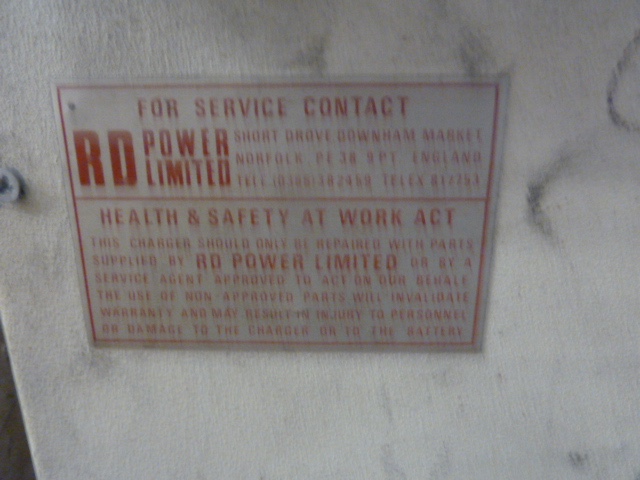 FOR SERVICE CONTACT
RD POWER LIMITED
SHORT DROVE DOWNHAM MARKET
NORFOLK PE38 9PT ENGLAND
TELEX
HEALTH & SAFETY AT WORK ACT
THIS CHARGER SHOULD ONLY BE REPAIRED WITH PARTS
SUPPLIED BY RD POWER LIMITED OR BY A
SERVICE AGENT APPROVED TO ACT ON OUR BEHALF
THE USE OF NON APPROVED PARTS WILL INVALIDATE
WARRANTY AND MAY RESULT IN INJURY TO PERSONNEL
OR DAMAGE TO THE CHARGER OR TO THE BATTERY